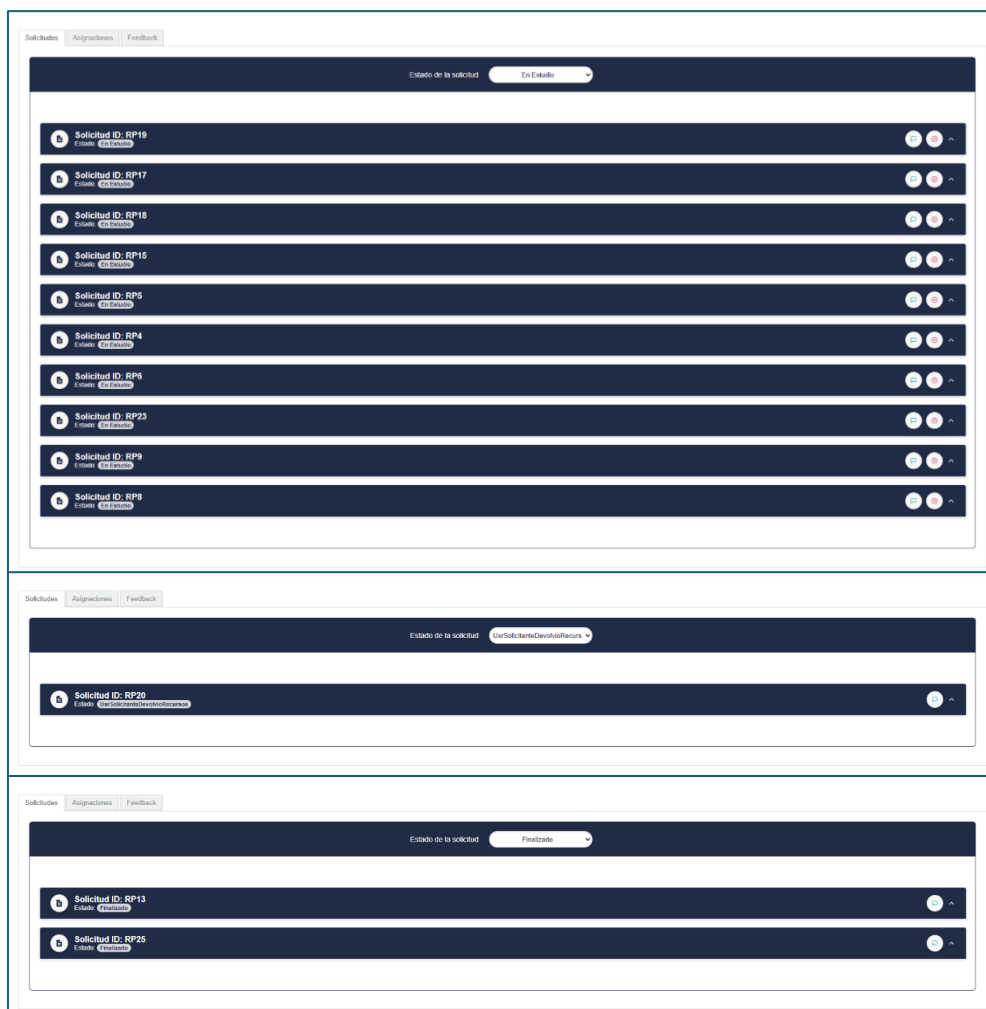 Solicitudes Asignaciones Feedback
Estado de la solicitud En Estudio
Solicitud ID: RP19
Estado: En Estudio
Solicitud ID: RP17
Estado: En Estudio
Solicitud ID: RP18
Estado: En Estudio
Solicitud ID: RP15
Estado: En Estudio
Solicitud ID: RP5
Estado: En Estudio
Solicitud ID: RP4
Estado: En Estudio
Solicitud ID: RP6
Estado: En Estudio
Solicitud ID: RP23
Estado: En Estudio
Solicitud ID: RP9
Estado: En Estudio
Solicitud ID: RP8
Estado: En Estudio
Solicitudes Asignaciones Feedback
Estado de la solicitud UsrSolicitanteDevolvioRecurs
Solicitud ID: RP20
Estado: UsrSolicitanteDevolvioRecursos
Solicitudes Asignaciones Feedback
Estado de la solicitud Finalizado
Solicitud ID: RP13
Estado: Finalizado
Solicitud ID: RP25
Estado: Finalizado